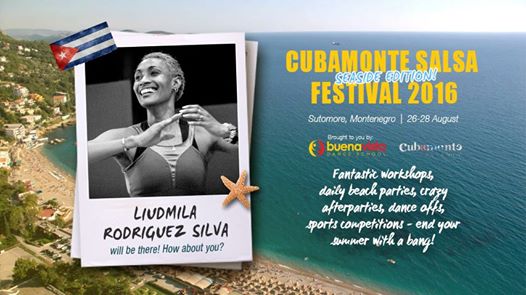 CUBAMONTE SALSA
SEASIDE EDITION!
FESTIVAL 2016
Sutomore, Montenegro | 26-28 August
Brought to you by:
buenavista
DANCE SCHOOL
Cubamonte
Fantastic workshops,
daily beach parties, crazy
afterparties, dance offs,
sports competitions - end your
summer with a bang!
LIUDMILA
RODRIGUEZ SILVA
will be there! How about you?